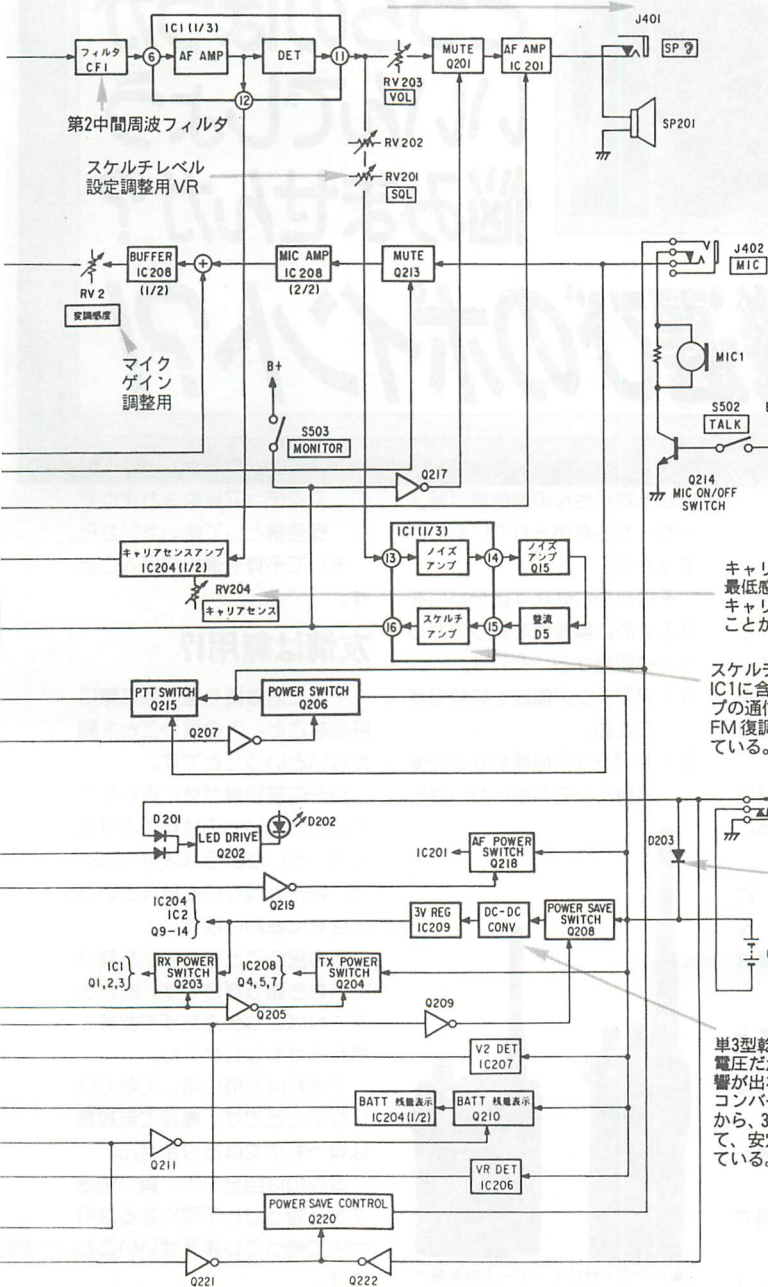 J401
IC1 (1/3)
フィルタ
CF1
6
AF AMP
DET
11
MUTE
Q201
AF AMP
IC 201
SP
RV203
VOL
12
第2中間周波フィルタ
RV202
SP201
スケルチレベル
設定調整用 VR
RV201
SQL
BUFFER
IC208
(1/2)
+
MIC AMP
IC208
(2/2)
MUTE
Q213
J402
MIC
RV2
変調感度
マイク
ゲイン
調整用
B+
MIC1
S503
MONITOR
S502
TALK
Q217
Q214
MIC ON/OFF
SWITCH
IC1(1/3)
キャリアセンスアンプ
IC204(1/2)
13
ノイズ
アンプ
14
ノイズ
アンプ
Q15
RV204
キャリアセンス
16
スケルチ
アンプ
15
整流
D5
キャリ
最低感
キャリ
ことか
スケルチ
IC1に含
プの通信
FM復調
ている。
PTT SWITCH
Q215
POWER SWITCH
Q206
Q207
D201
LED DRIVE
Q202
D202
IC201
AF POWER
SWITCH
Q218
D203
Q219
IC204
IC2
Q9-14
3V REG
IC209
DC-DC
CONV
POWER SAVE
SWITCH
Q208
IC1
Q1,2,3
RX POWER
SWITCH
Q203
IC208
Q4,5,7
TX POWER
SWITCH
Q204
Q205
Q209
V2 DET
IC207
単3型乾
電圧だか
響が出な
コンバー
から、3
て、安定
ている。
BATT 残量表示
IC204(1/2)
BATT 残量表示
Q210
Q211
VR DET
IC206
POWER SAVE CONTROL
Q220
Q221
Q222